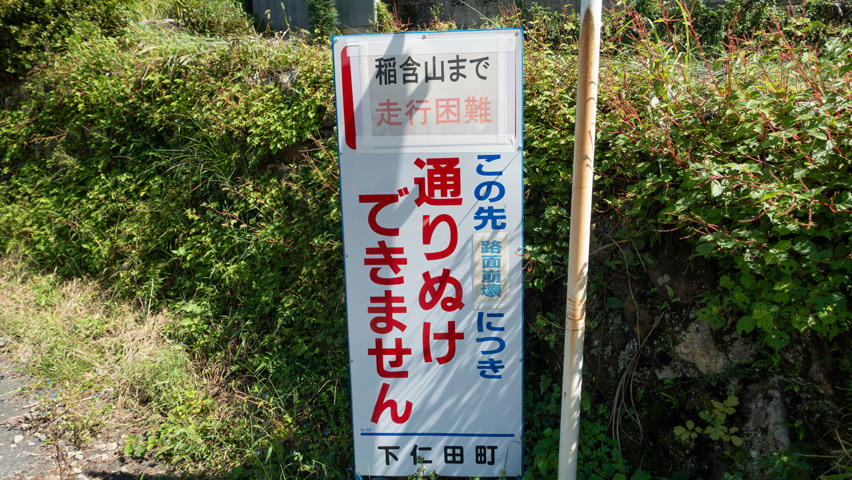 稲含山まで
走行困難
この先路面崩壊につき
通りぬけ
できません
下仁田町